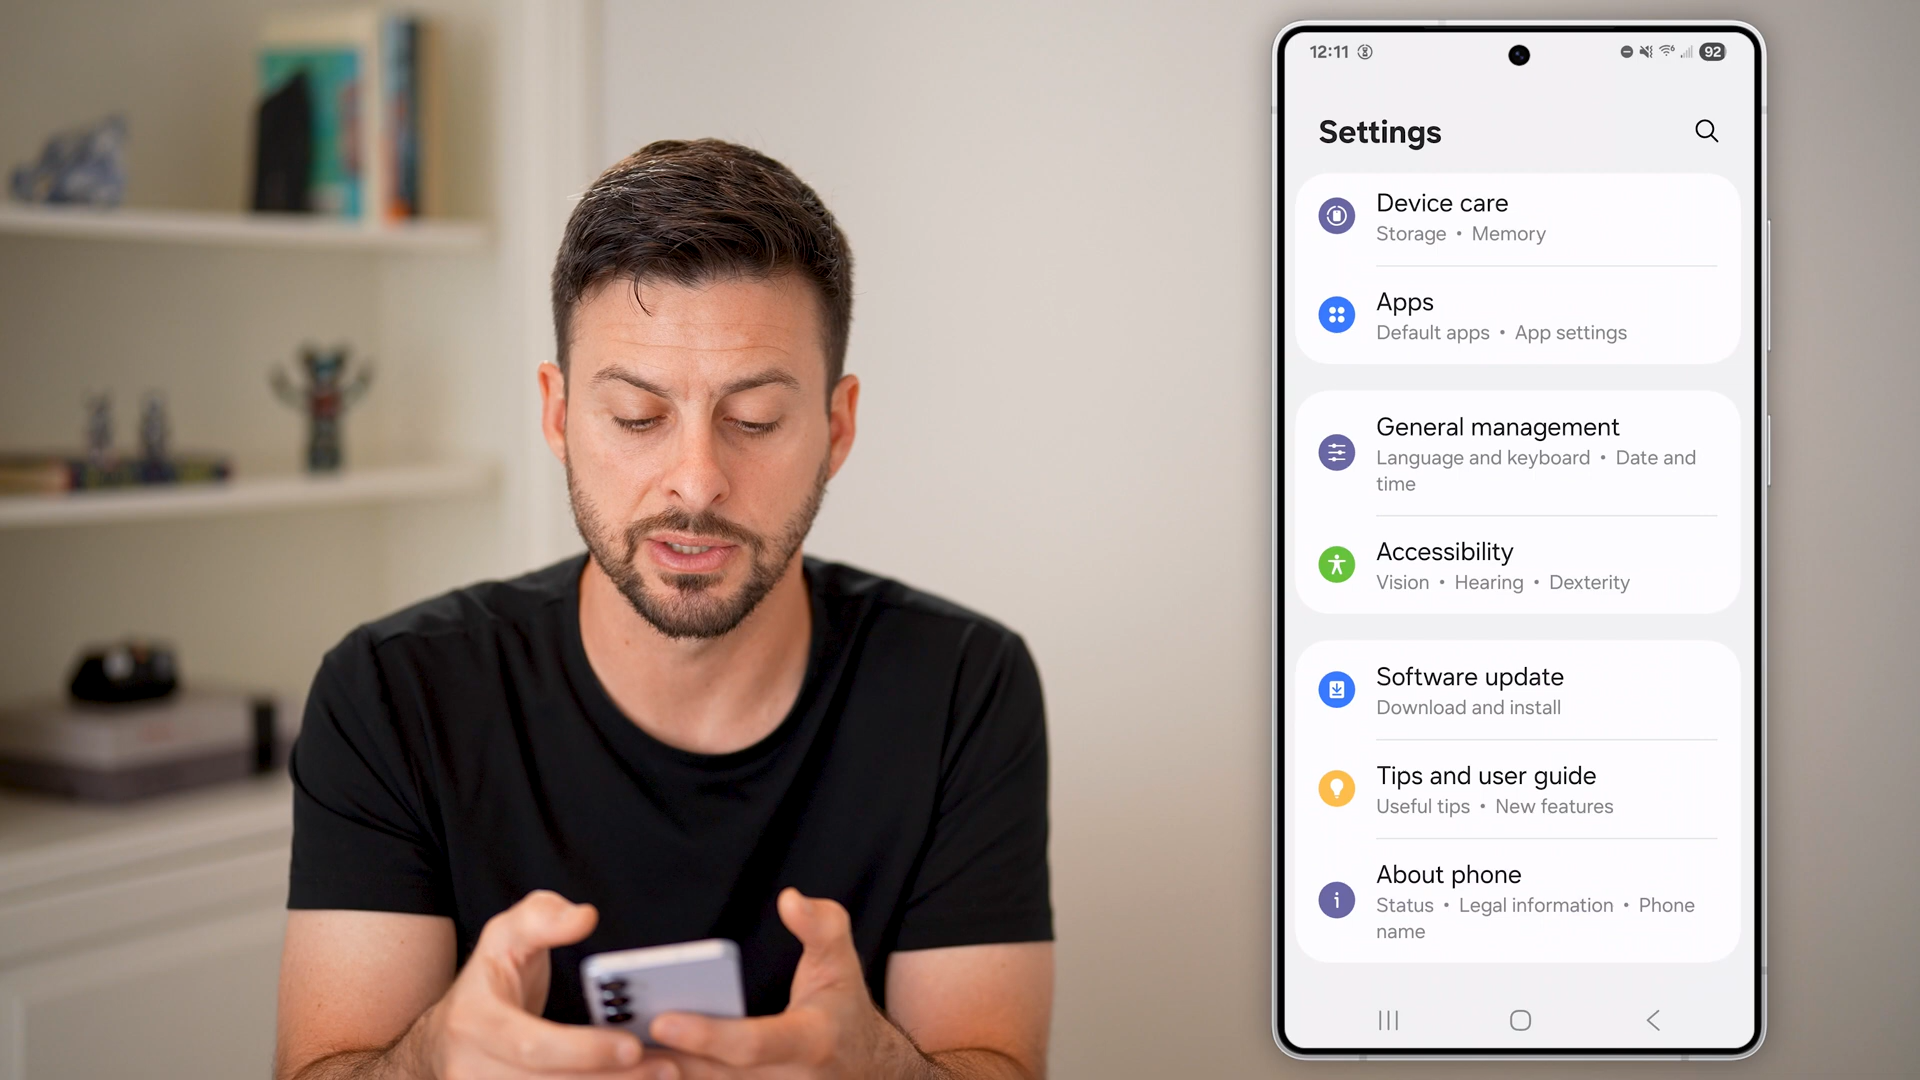 12:11
92
Settings
Device care
Storage • Memory
Apps
Default apps • App settings
General management
Language and keyboard • Date and
time
Accessibility
Vision • Hearing • Dexterity
Software update
Download and install
Tips and user guide
Useful tips • New features
About phone
Status • Legal information • Phone
name